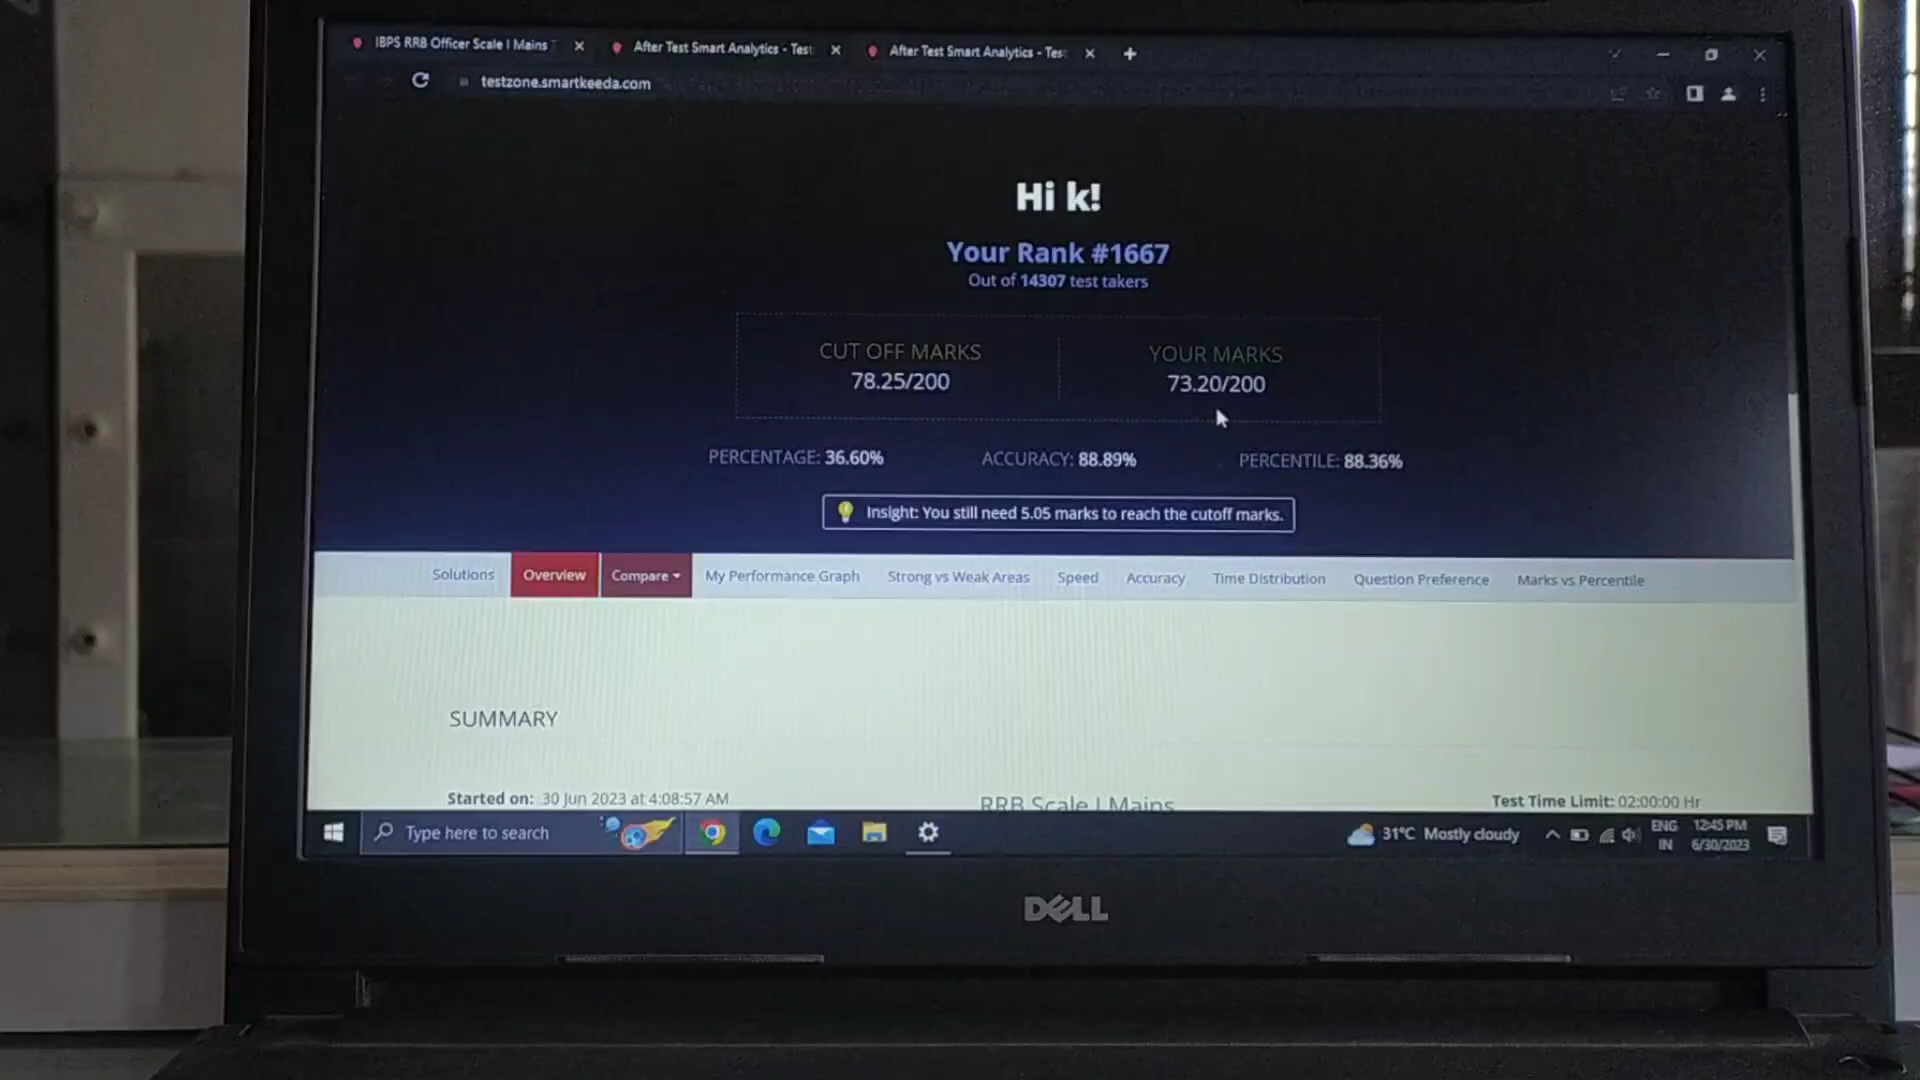 IBPS RRB Officer Scale I Mains
After Test Smart Analytics - Test
After Test Smart Analytics - Tes
testzone.smartkeeda.com
Hi k!
Your Rank #1667
Out of 14307 test takers
CUT OFF MARKS
78.25/200
YOUR MARKS
73.20/200
PERCENTAGE: 36.60%
ACCURACY: 88.89%
PERCENTILE: 88.36%
Insight: You still need 5.05 marks to reach the cutoff marks.
Solutions
Overview
Compare
My Performance Graph
Strong vs Weak Areas
Speed
Accuracy
Time Distribution
Question Preference
Marks vs Percentile
SUMMARY
Started on: 30 Jun 2023 at 4:08:57 AM
RRB Scale I Mains
Test Time Limit: 02:00:00 Hr
Type here to search
31°C Mostly cloudy
ENG
IN
12:45 PM
6/30/2023
DELL